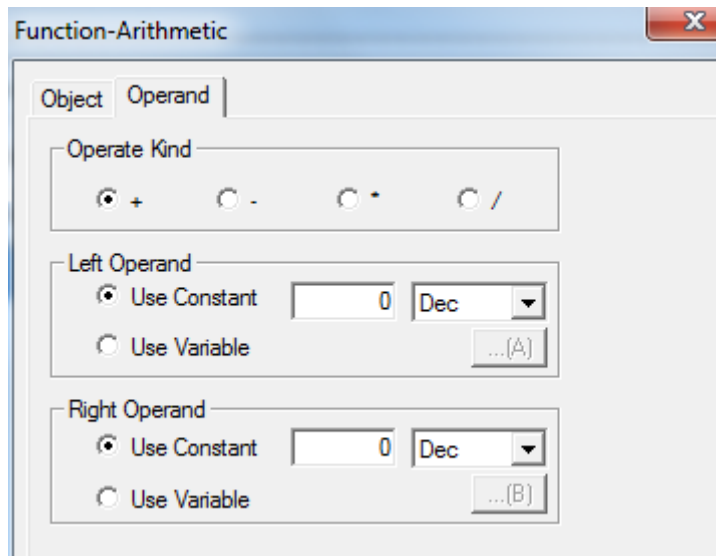 Function-Arithmetic
Object Operand
Operate Kind
+ - * /
Left Operand
Use Constant 0 Dec
Use Variable ...(A)
Right Operand
Use Constant 0 Dec
Use Variable ...(B)